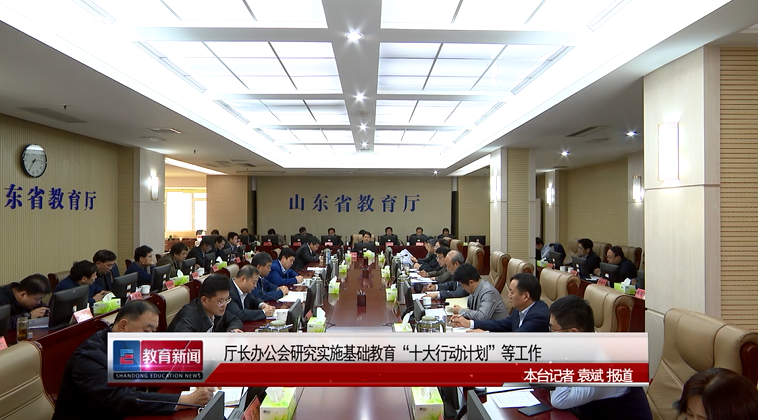 东省教育厅
山东省教育厅
教育新闻
SHANDONG EDUCATION NEWS
厅长办公会研究实施基础教育“十大行动计划”等工作
本台记者 袁斌 报道